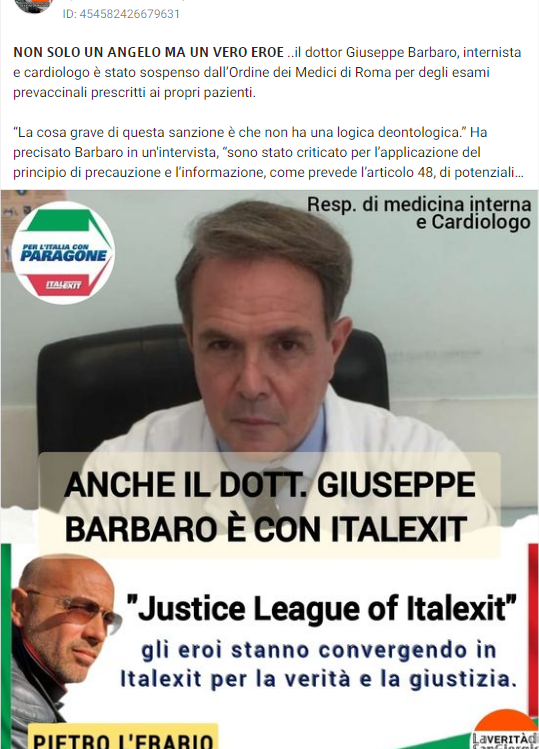 ID: 454582426679631
NON SOLO UN ANGELO MA UN VERO EROE ..il dottor Giuseppe Barbaro, internista
e cardiologo è stato sospenso dall’Ordine dei Medici di Roma per degli esami
prevaccinali prescritti ai propri pazienti.
“La cosa grave di questa sanzione è che non ha una logica deontologica.” Ha
precisato Barbaro in un'intervista, “sono stato criticato per l’applicazione del
principio di precauzione e l’informazione, come prevede l’articolo 48, di potenziali...
Resp. di medicina interna
e Cardiologo
PER L'ITALIA CON
PARAGONE
ITALEXIT
ANCHE IL DOTT. GIUSEPPE
BARBARO È CON ITALEXIT
"Justice League of Italexit"
gli eroi stanno convergendo in
Italexit per la verità e la giustizia.
PIETRO L'ERARIO
LAVERITÀdi